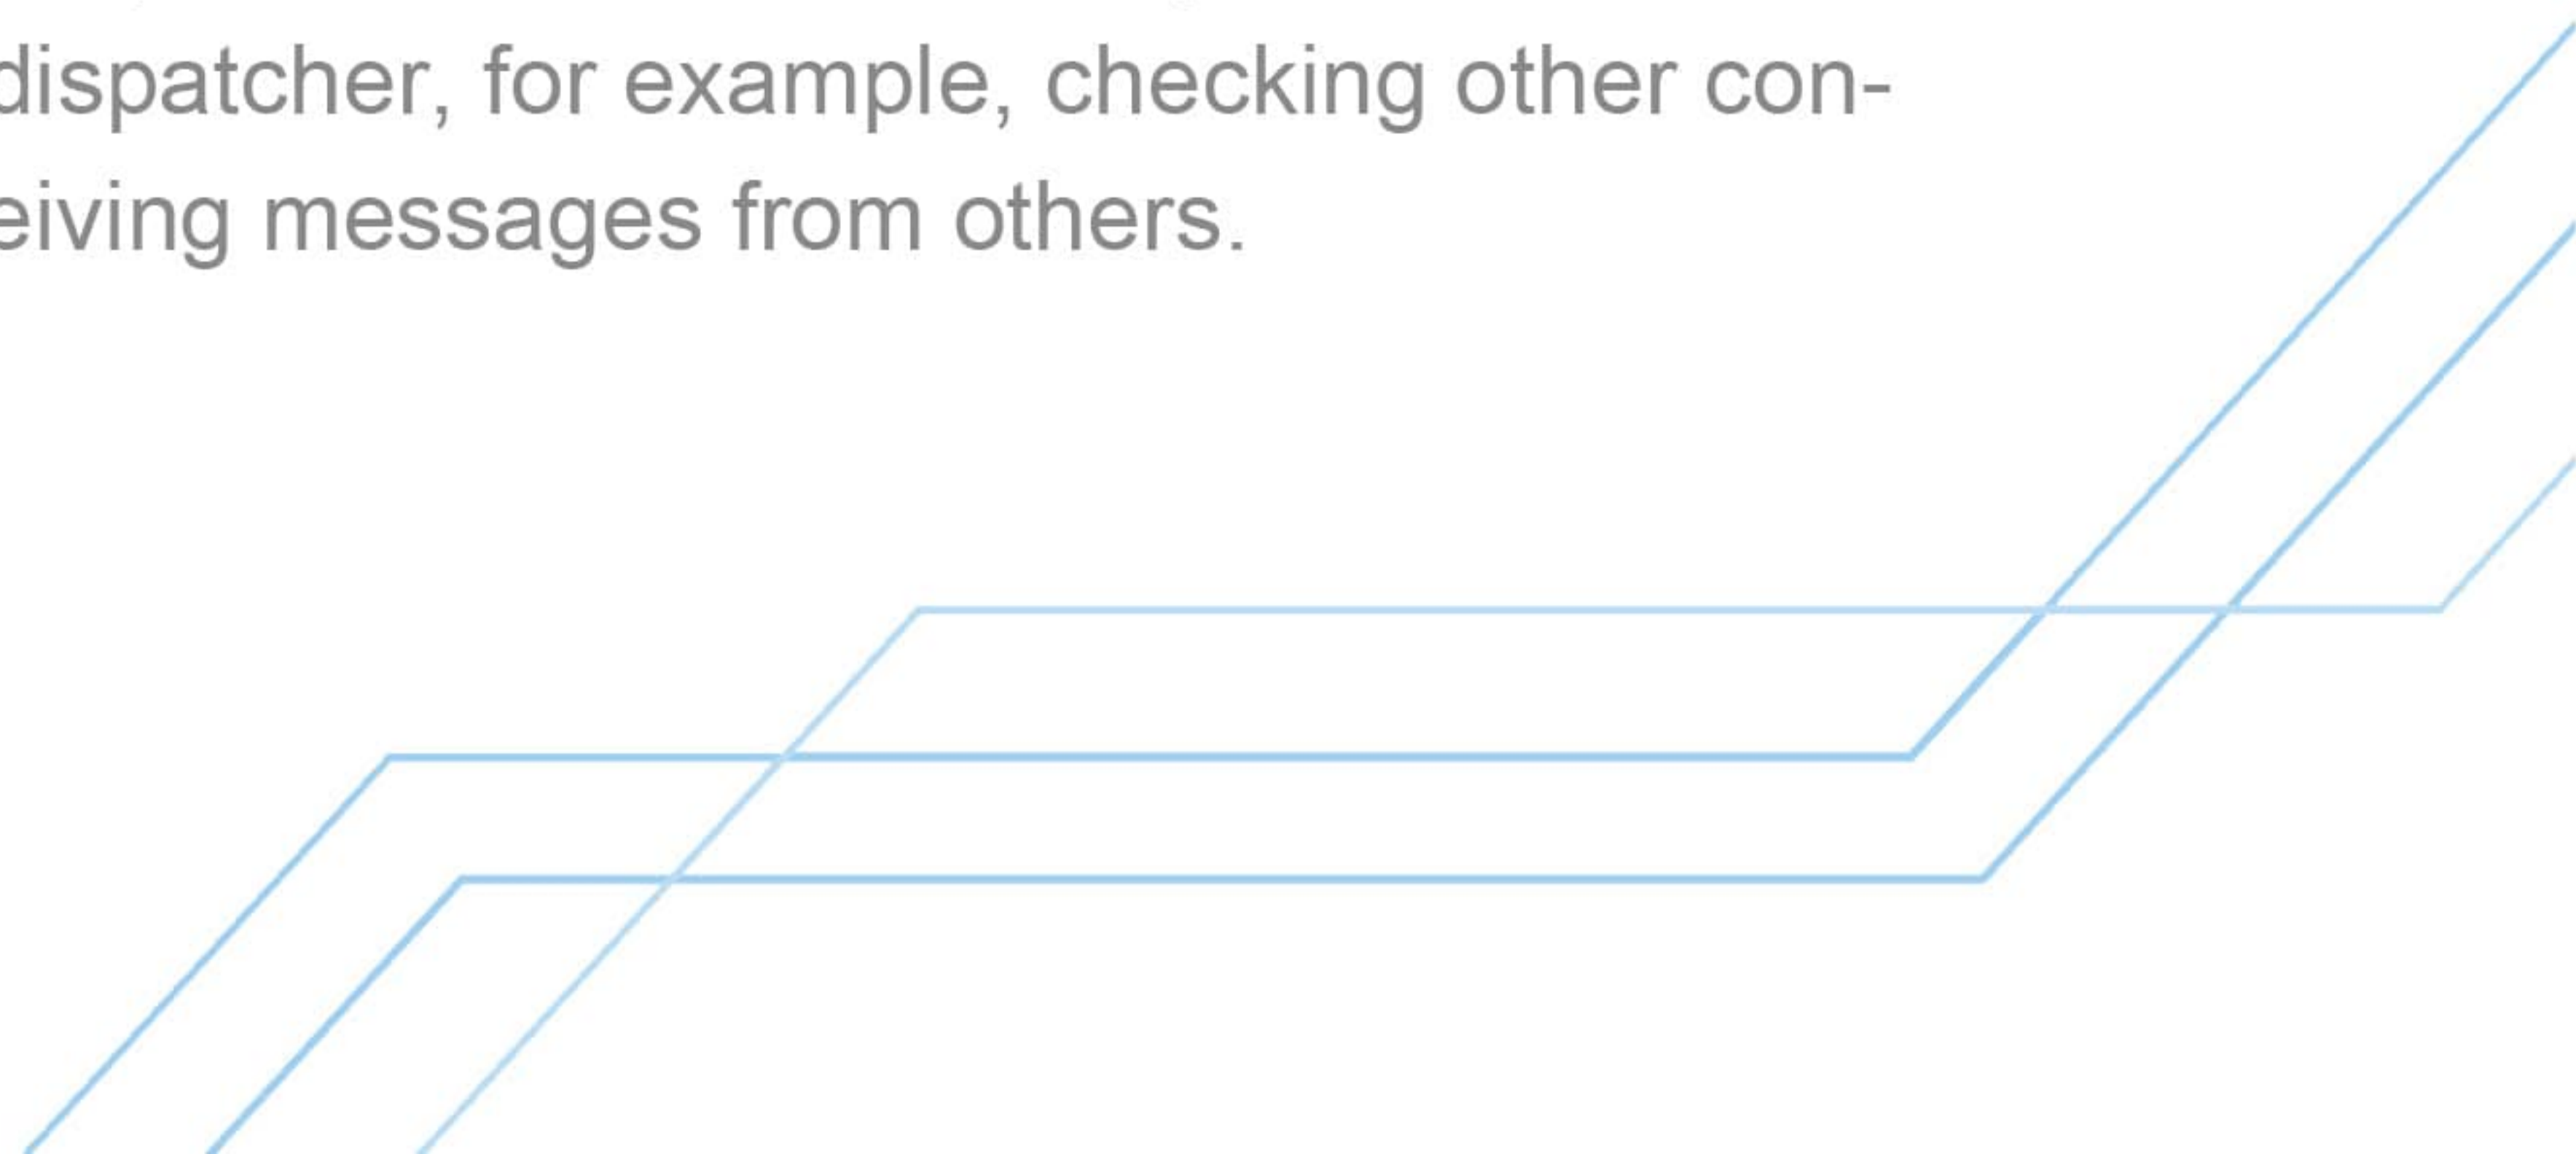 dispatcher, for example, checking other con-
eiving messages from others.